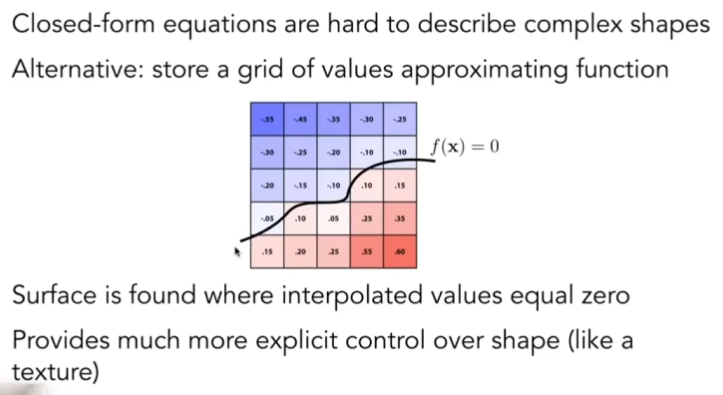 Closed-form equations are hard to describe complex shapes
Alternative: store a grid of values approximating function
-.55 -.45 -.35 -.30 -.25
-.30 -.25 -.20 -.10 -.10
f(x) = 0
-.20 -.15 -.10 .10 .15
-.05 .10 .05 .25 .35
.15 .20 .25 .55 .60
Surface is found where interpolated values equal zero
Provides much more explicit control over shape (like a
texture)